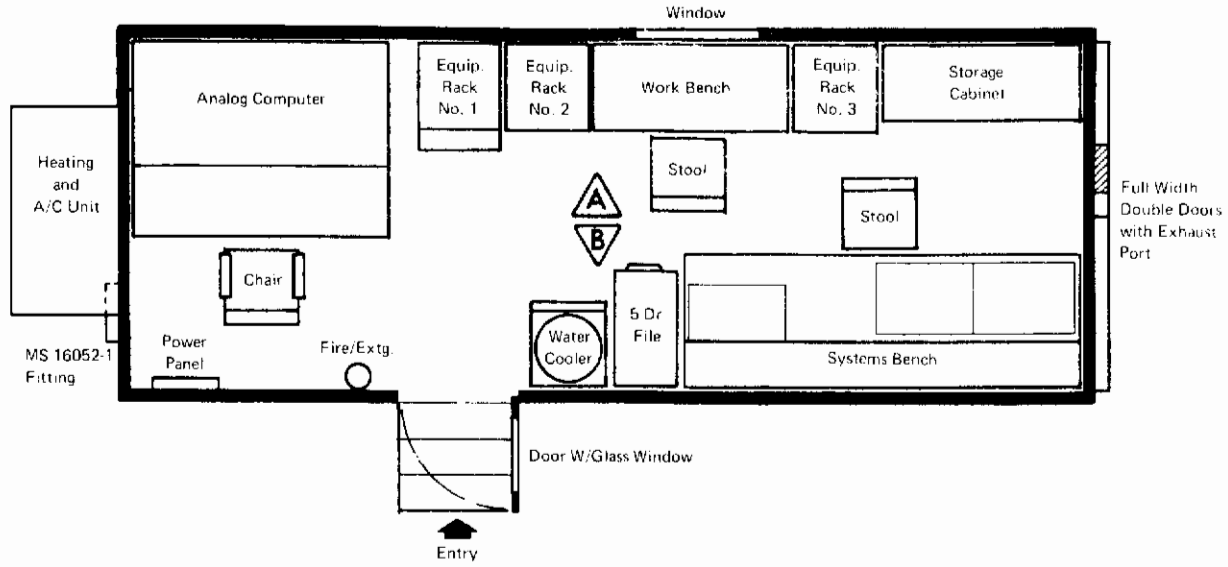 Window
Analog Computer
Equip.
Rack
No. 1
Equip.
Rack
No. 2
Work Bench
Equip.
Rack
No. 3
Storage
Cabinet
Heating
and
A/C Unit
Stool
A
B
Stool
Full Width
Double Doors
with Exhaust
Port
Chair
5 Dr
File
Water
Cooler
MS 16052-1
Fitting
Power
Panel
Fire/Extg.
Systems Bench
Door W/Glass Window
Entry